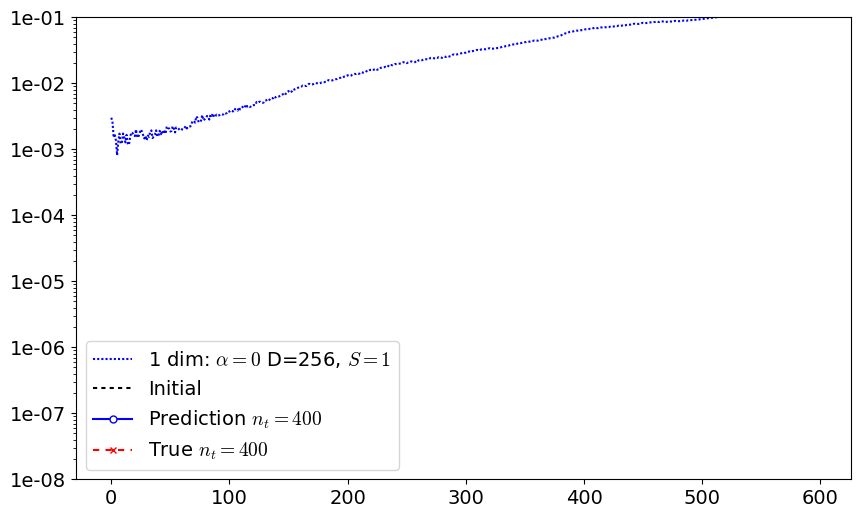 1e-01
1e-02
1e-03
1e-04
1e-05
1e-06
1e-07
1e-08
1 dim: α = 0 D=256, S = 1
Initial
Prediction n_t = 400
True n_t = 400
0 100 200 300 400 500 600